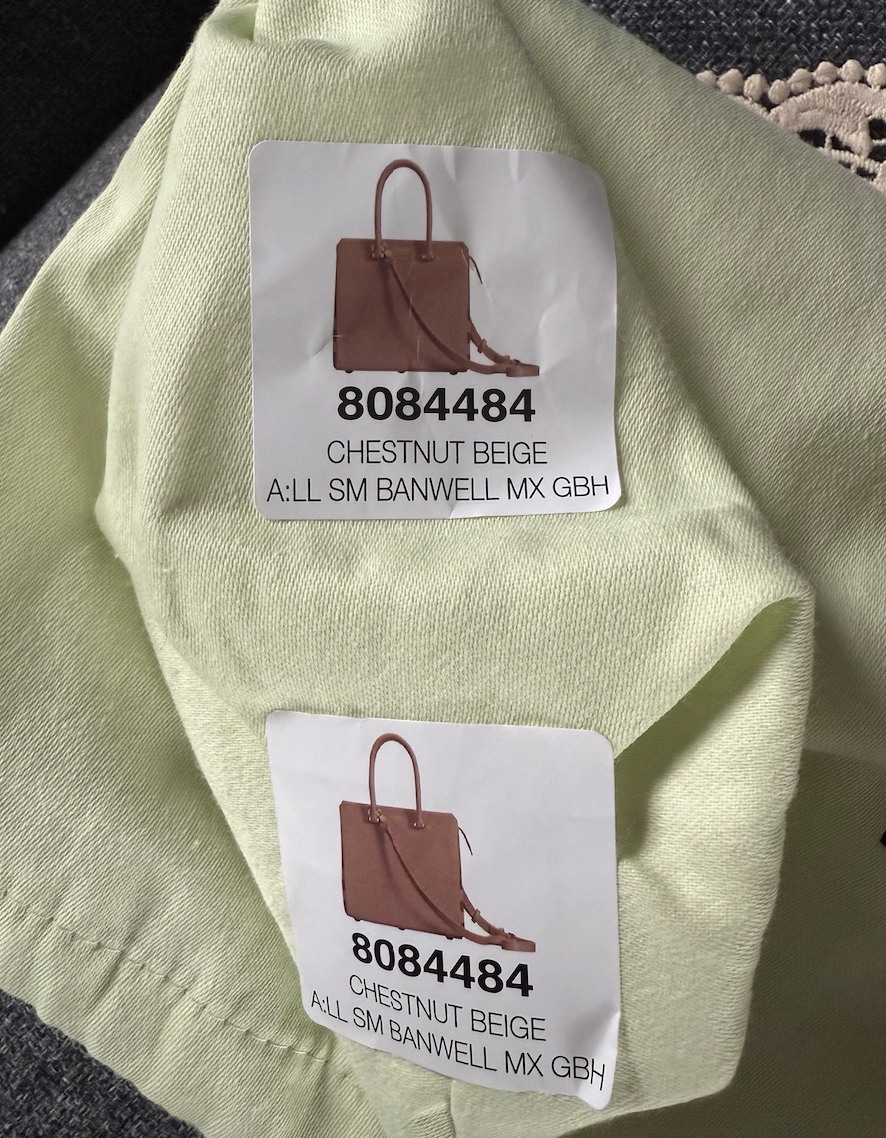 8084484
CHESTNUT BEIGE
A:LL SM BANWELL MX GBH
8084484
CHESTNUT BEIGE
A:LL SM BANWELL MX GBH